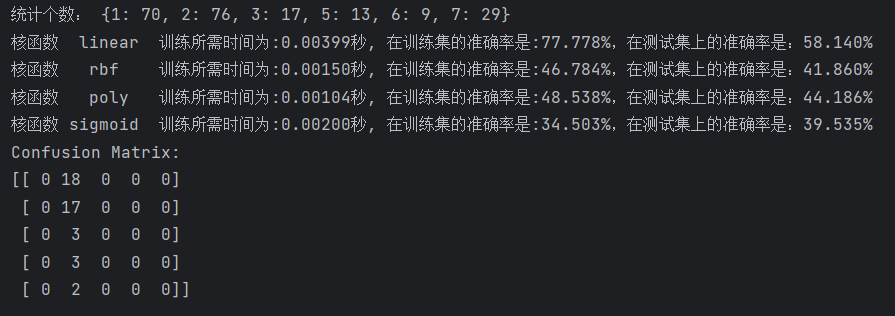 统计个数： {1: 70, 2: 76, 3: 17, 5: 13, 6: 9, 7: 29}
核函数  linear  训练所需时间为:0.00399秒, 在训练集的准确率是:77.778%，在测试集上的准确率是：58.140%
核函数   rbf    训练所需时间为:0.00150秒, 在训练集的准确率是:46.784%，在测试集上的准确率是：41.860%
核函数   poly   训练所需时间为:0.00104秒, 在训练集的准确率是:48.538%，在测试集上的准确率是：44.186%
核函数 sigmoid  训练所需时间为:0.00200秒, 在训练集的准确率是:34.503%，在测试集上的准确率是：39.535%
Confusion Matrix:
[[ 0 18  0  0  0]
 [ 0 17  0  0  0]
 [ 0  3  0  0  0]
 [ 0  3  0  0  0]
 [ 0  2  0  0  0]]